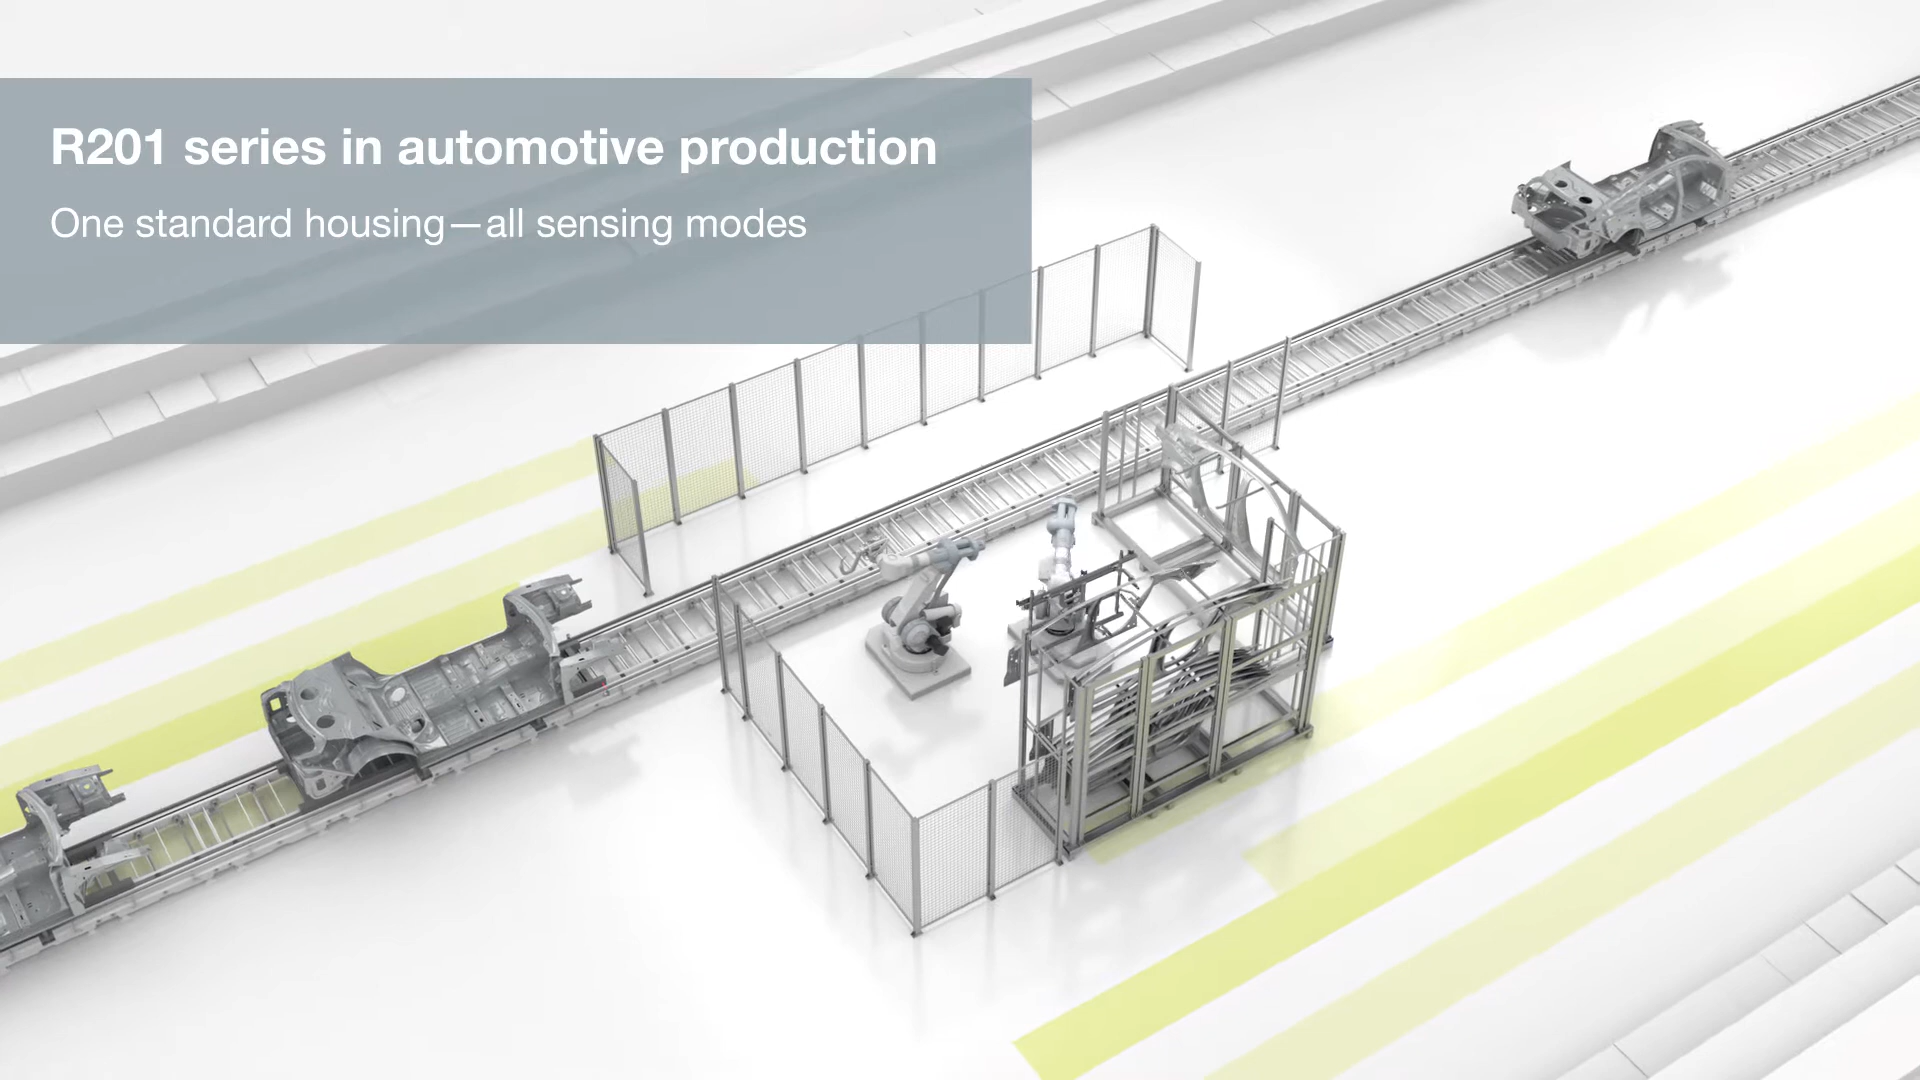 R201 series in automotive production
One standard housing—all sensing modes